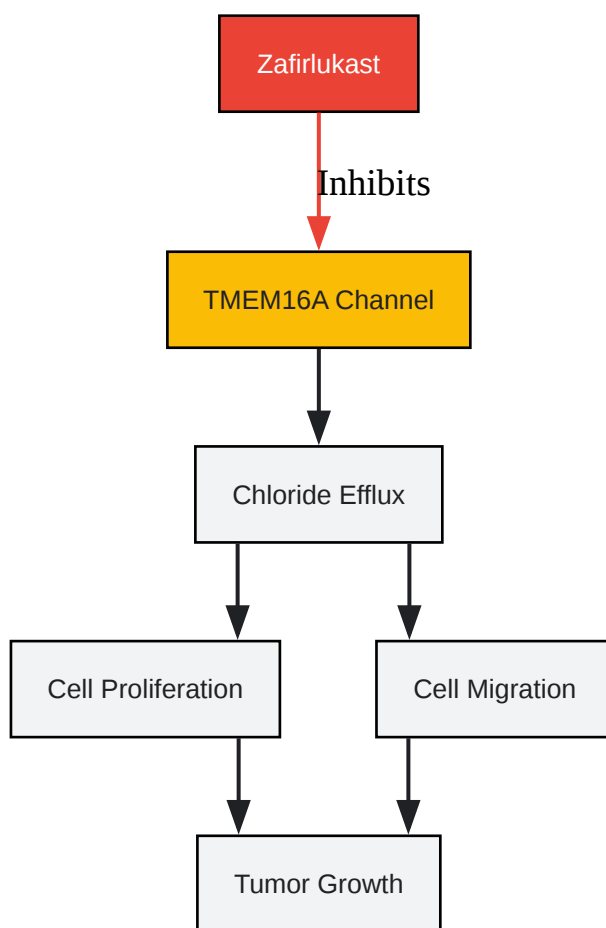 Zafirlukast
Inhibits
TMEM16A Channel
Chloride Efflux
Cell Proliferation
Cell Migration
Tumor Growth